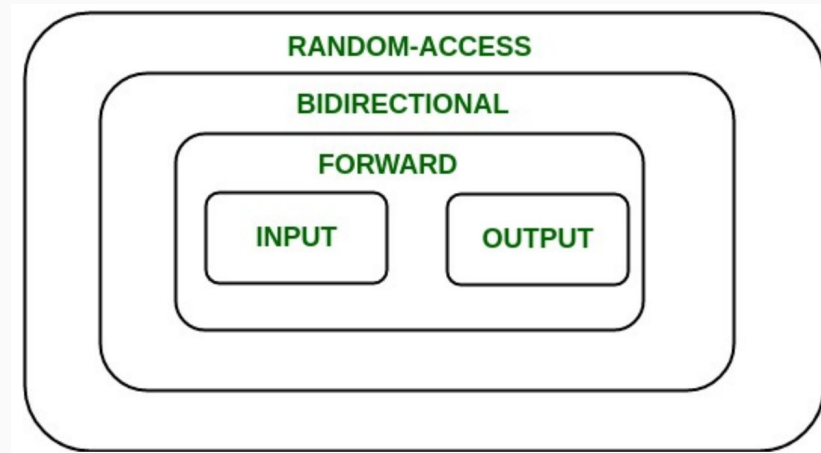 RANDOM-ACCESS
BIDIRECTIONAL
FORWARD
INPUT OUTPUT